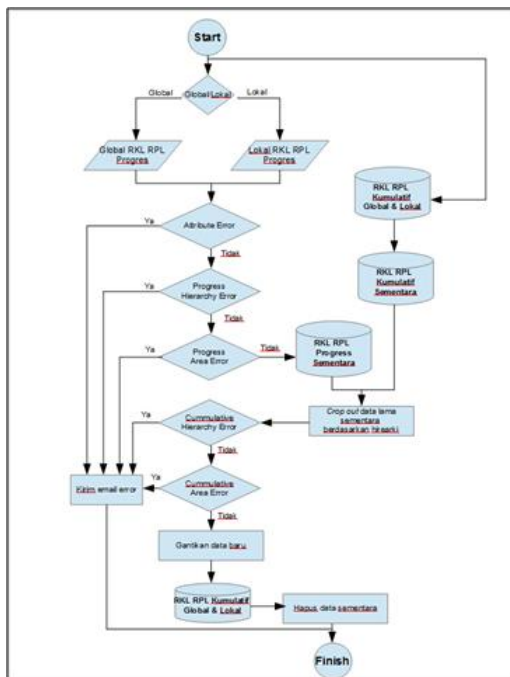 Start
Global Lokal
Global
Lokal
Global RKL RPL
Progres
Lokal RKL RPL
Progres
RKL RPL
Kumulatif
Global & Lokal
Ya
Attribute Error
Tidak
RKL RPL
Kumulatif
Sementara
Ya
Progress
Hierarchy Error
Tidak
Ya
Progress
Area Error
Tidak
RKL RPL
Progress
Sementara
Ya
Cummulative
Hierarchy Error
Crop out data lama
sementara
berdasarkan hirearki
Tidak
Kirim email error
Ya
Cummulative
Area Error
Tidak
Gantikan data baru
RKL RPL Kumulatif
Global & Lokal
Hapus data sementara
Finish